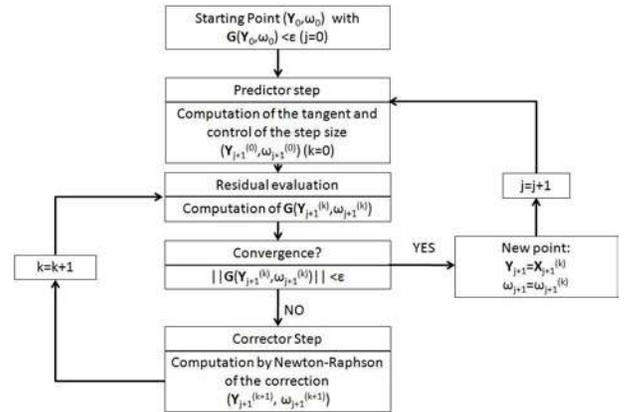 Starting Point (Y₀,ω₀) with
G(Y₀,ω₀) <ε (j=0)
Predictor step
Computation of the tangent and
control of the step size
(Yⱼ₊₁⁽⁰⁾,ωⱼ₊₁⁽⁰⁾) (k=0)
Residual evaluation
Computation of G(Yⱼ₊₁⁽ᵏ⁾,ωⱼ₊₁⁽ᵏ⁾)
Convergence?
||G(Yⱼ₊₁⁽ᵏ⁾,ωⱼ₊₁⁽ᵏ⁾)|| <ε
YES
New point:
Yⱼ₊₁=Xⱼ₊₁⁽ᵏ⁾
ωⱼ₊₁=ωⱼ₊₁⁽ᵏ⁾
j=j+1
NO
Corrector Step
Computation by Newton-Raphson
of the correction
(Yⱼ₊₁⁽ᵏ⁺¹⁾, ωⱼ₊₁⁽ᵏ⁺¹⁾)
k=k+1